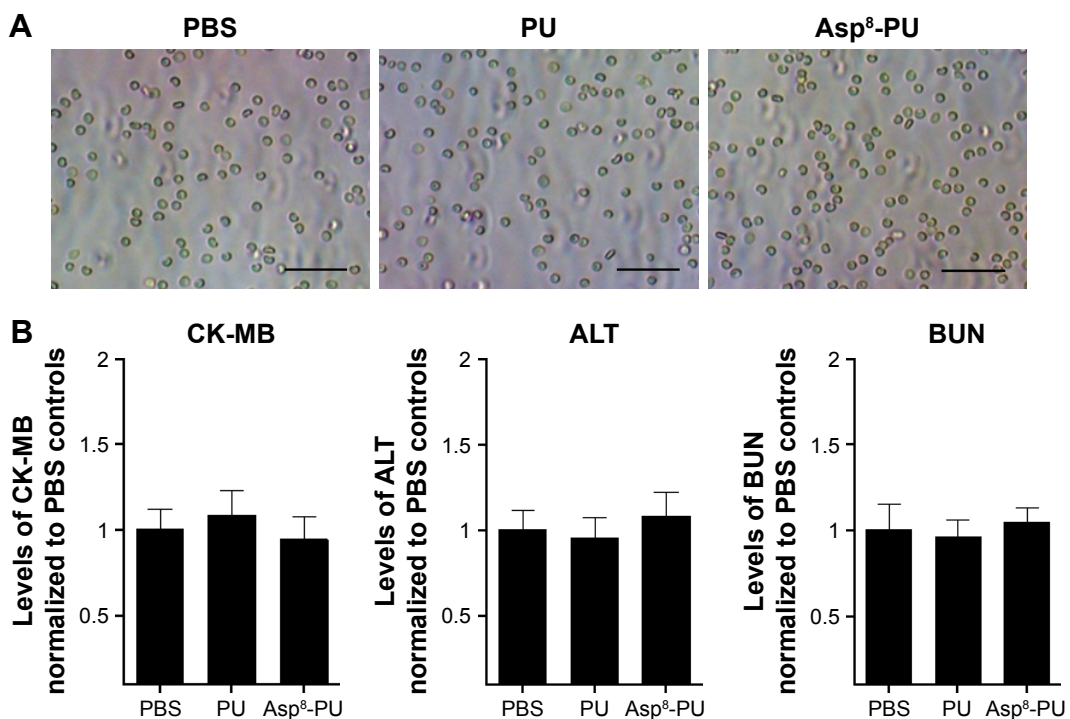 A
PBS
PU
Asp⁸-PU
B
CK-MB
Levels of CK-MB
normalized to PBS controls
2
1.5
1
0.5
PBS
PU
Asp⁸-PU
ALT
Levels of ALT
normalized to PBS controls
2
1.5
1
0.5
PBS
PU
Asp⁸-PU
BUN
Levels of BUN
normalized to PBS controls
2
1.5
1
0.5
PBS
PU
Asp⁸-PU